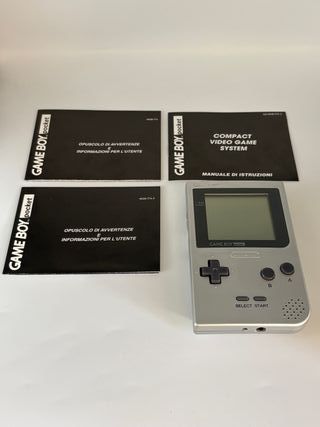 GAME BOY pocket
OPUSCOLO DI AVVERTENZE
E
INFORMAZIONI PER L'UTENTE
GAME BOY pocket
COMPACT
VIDEO GAME
SYSTEM
MANUALE DI ISTRUZIONI
GAME BOY pocket
OPUSCOLO DI AVVERTENZE
E
INFORMAZIONI PER L'UTENTE
GAME BOY pocket
B
A
SELECT START